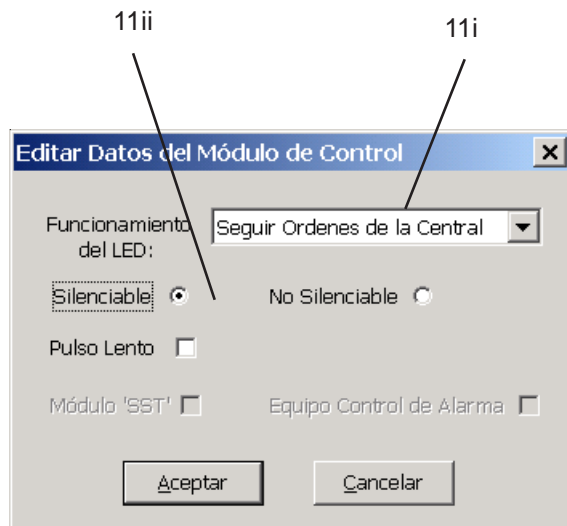 11ii 11i
Editar Datos del Módulo de Control
Funcionamiento
del LED:
Seguir Ordenes de la Central
Silenciable No Silenciable
Pulso Lento
Módulo 'SST' Equipo Control de Alarma
Aceptar Cancelar